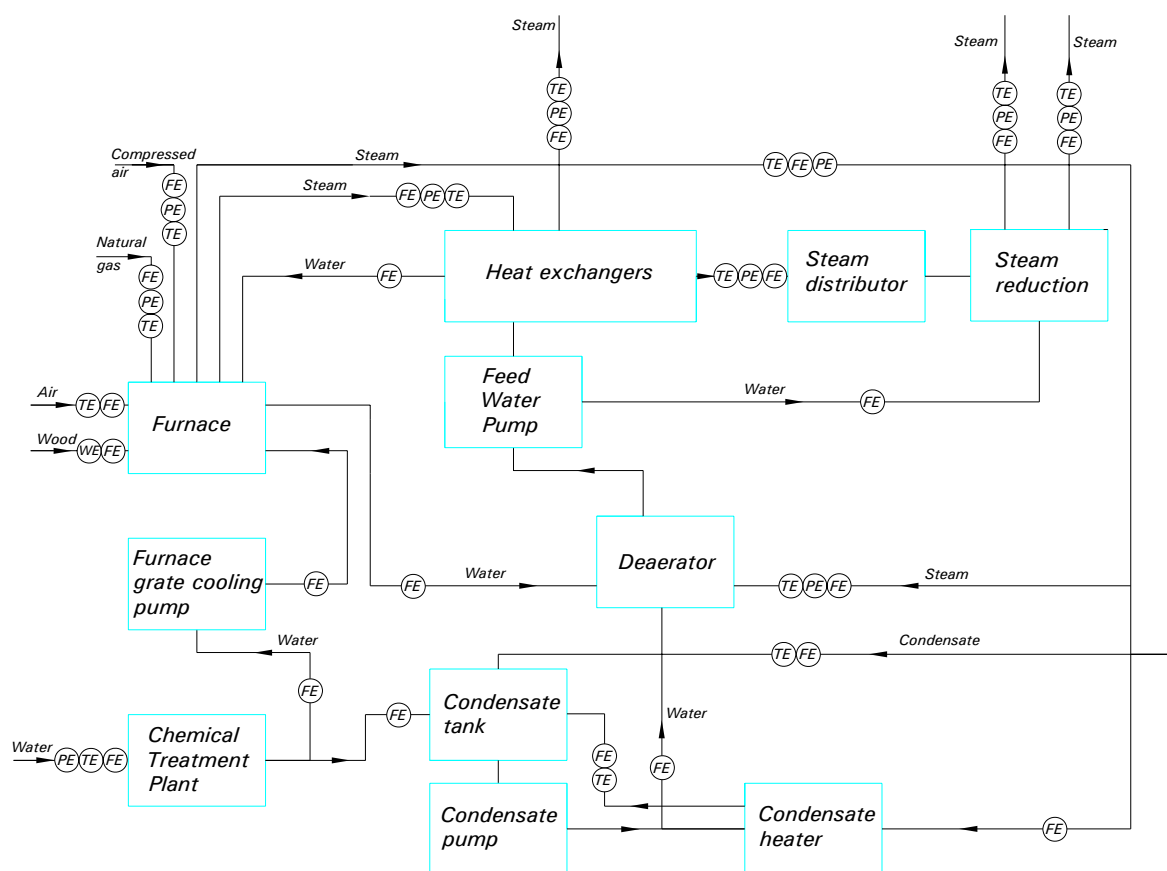 Steam
Steam
Steam
TE
PE
FE
TE
PE
FE
TE
PE
FE
Compressed
air
Steam
TE FE PE
FE
PE
TE
Steam
FE PE TE
Natural
gas
FE
PE
TE
Water
FE
Heat exchangers
TE PE FE
Steam
distributor
Steam
reduction
Air
TE FE
Wood
WE FE
Furnace
Feed
Water
Pump
Water
FE
Furnace
grate cooling
pump
FE
FE
Water
Deaerator
TE PE FE
Steam
Water
FE
TE FE
Condensate
Condensate
tank
FE
Water
FE
FE
TE
Water
PE TE FE
Chemical
Treatment
Plant
Condensate
pump
Condensate
heater
FE